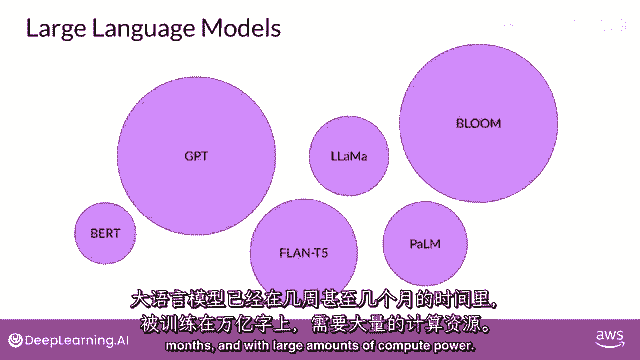 Large Language Models
GPT
LLaMa
BLOOM
BERT
FLAN-T5
PaLM
大语言模型已经在几周甚至几个月的时间里,
被训练在万亿字上，需要大量的计算资源。
months, and with large amounts of compute power.
DeepLearning.AI
aws